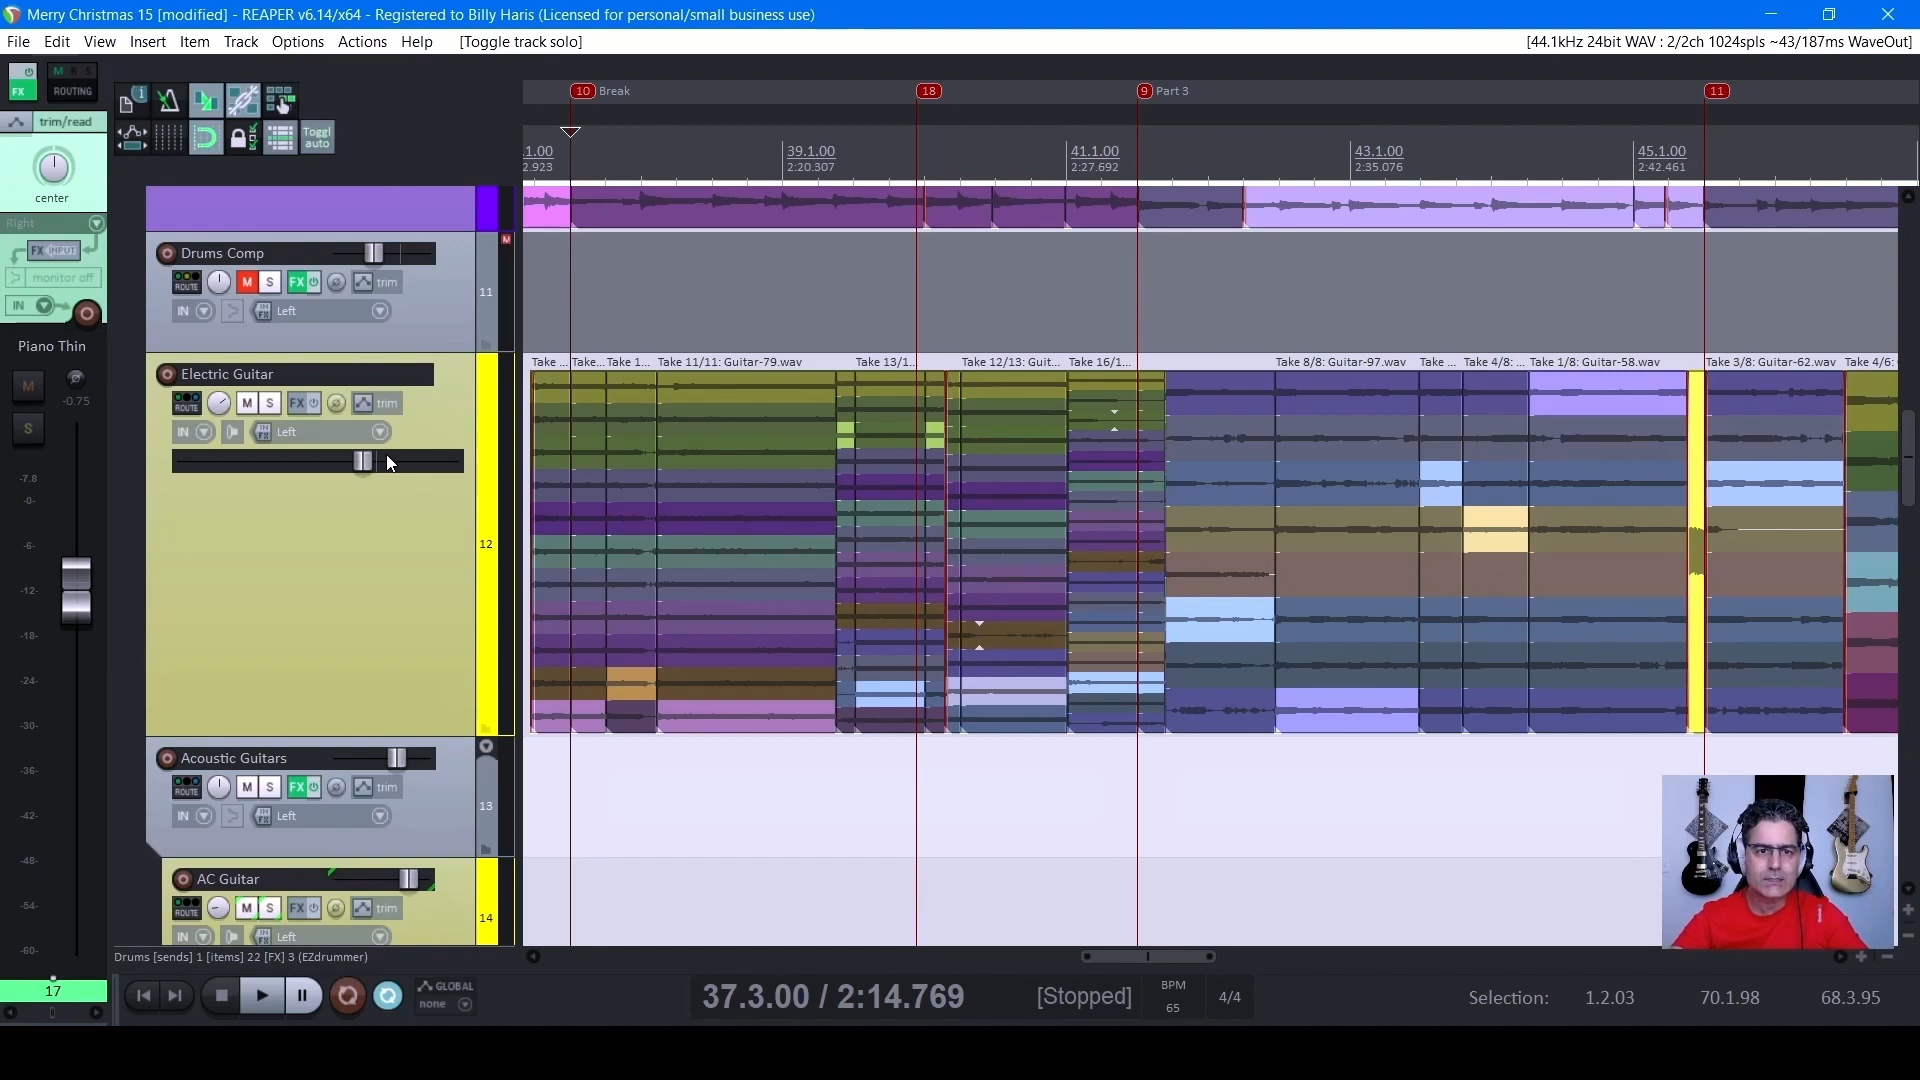 Merry Christmas 15 [modified] - REAPER v6.14/x64 - Registered to Billy Haris (Licensed for personal/small business use)
File Edit View Insert Item Track Options Actions Help [Toggle track solo] [44.1kHz 24bit WAV : 2/2ch 1024spls ~43/187ms WaveOut]
FX M R S ROUTING
trim/read
center
Right
FX INPUT
monitor off
IN
Piano Thin
M -0.75
S
-7.8
-0-
-6-
-12-
-18-
-24-
-30-
-36-
-42-
-48-
-54-
-60-
17
Toggl auto
10 Break 18 9 Part 3 11
.1.00 39.1.00 41.1.00 43.1.00 45.1.00
2.923 2:20.307 2:27.692 2:35.076 2:42.461
Drums Comp M
ROUTE M S FX trim 11
IN IN FX Left
Take ... Take... Take 1... Take 11/11: Guitar-79.wav Take 13/1... Take 12/13: Guit... Take 16/1... Take 8/8: Guitar-97.wav Take ... Take 4/8: ... Take 1/8: Guitar-58.wav Take 3/8: Guitar-62.wav Take 4/6:
Electric Guitar
ROUTE M S FX trim
IN IN FX Left
12
Acoustic Guitars
ROUTE M S FX trim 13
IN IN FX Left
AC Guitar
ROUTE M S FX trim 14
IN IN FX Left
Drums [sends] 1 [items] 22 [FX] 3 (EZdrummer)
GLOBAL none
37.3.00 / 2:14.769 [Stopped] BPM 65 4/4 Selection: 1.2.03 70.1.98 68.3.95